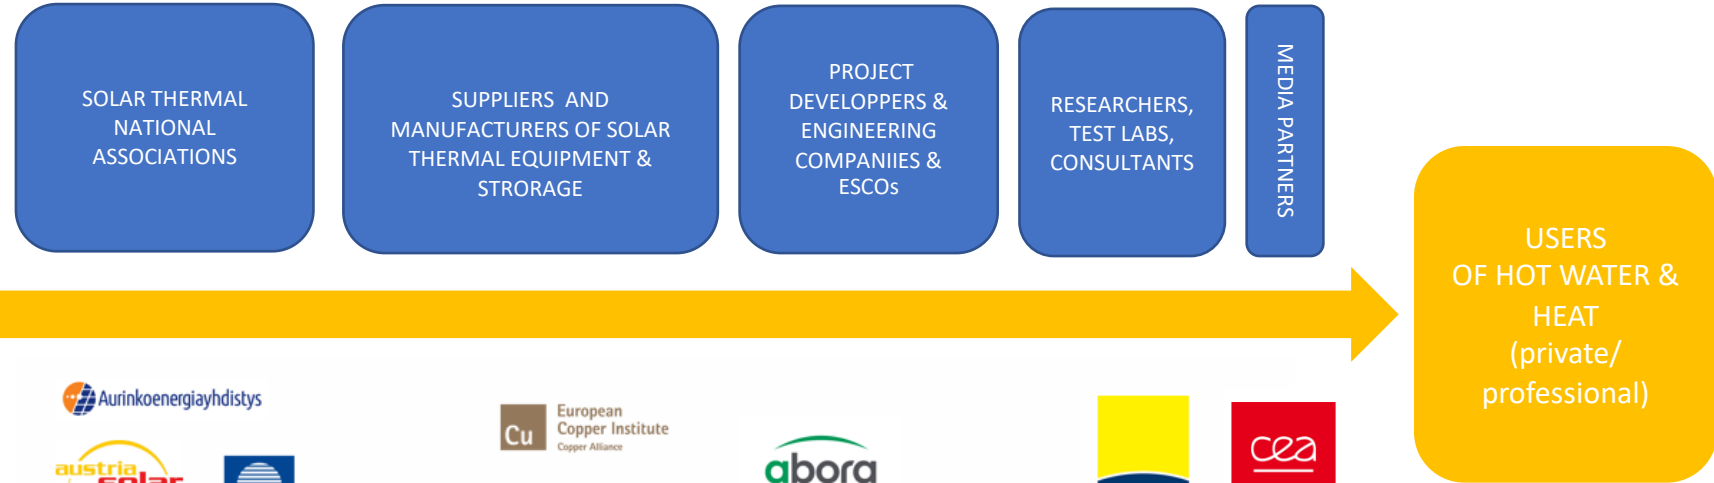 SOLAR THERMAL
NATIONAL
ASSOCIATIONS
SUPPLIERS AND
MANUFACTURERS OF SOLAR
THERMAL EQUIPMENT &
STRORAGE
PROJECT
DEVELOPPERS &
ENGINEERING
COMPANIIES &
ESCOs
RESEARCHERS,
TEST LABS,
CONSULTANTS
MEDIA PARTNERS
USERS
OF HOT WATER &
HEAT
(private/
professional)
Aurinkoenergiayhdistys
austria
solar
Cu
European
Copper Institute
Copper Alliance
abora
cea